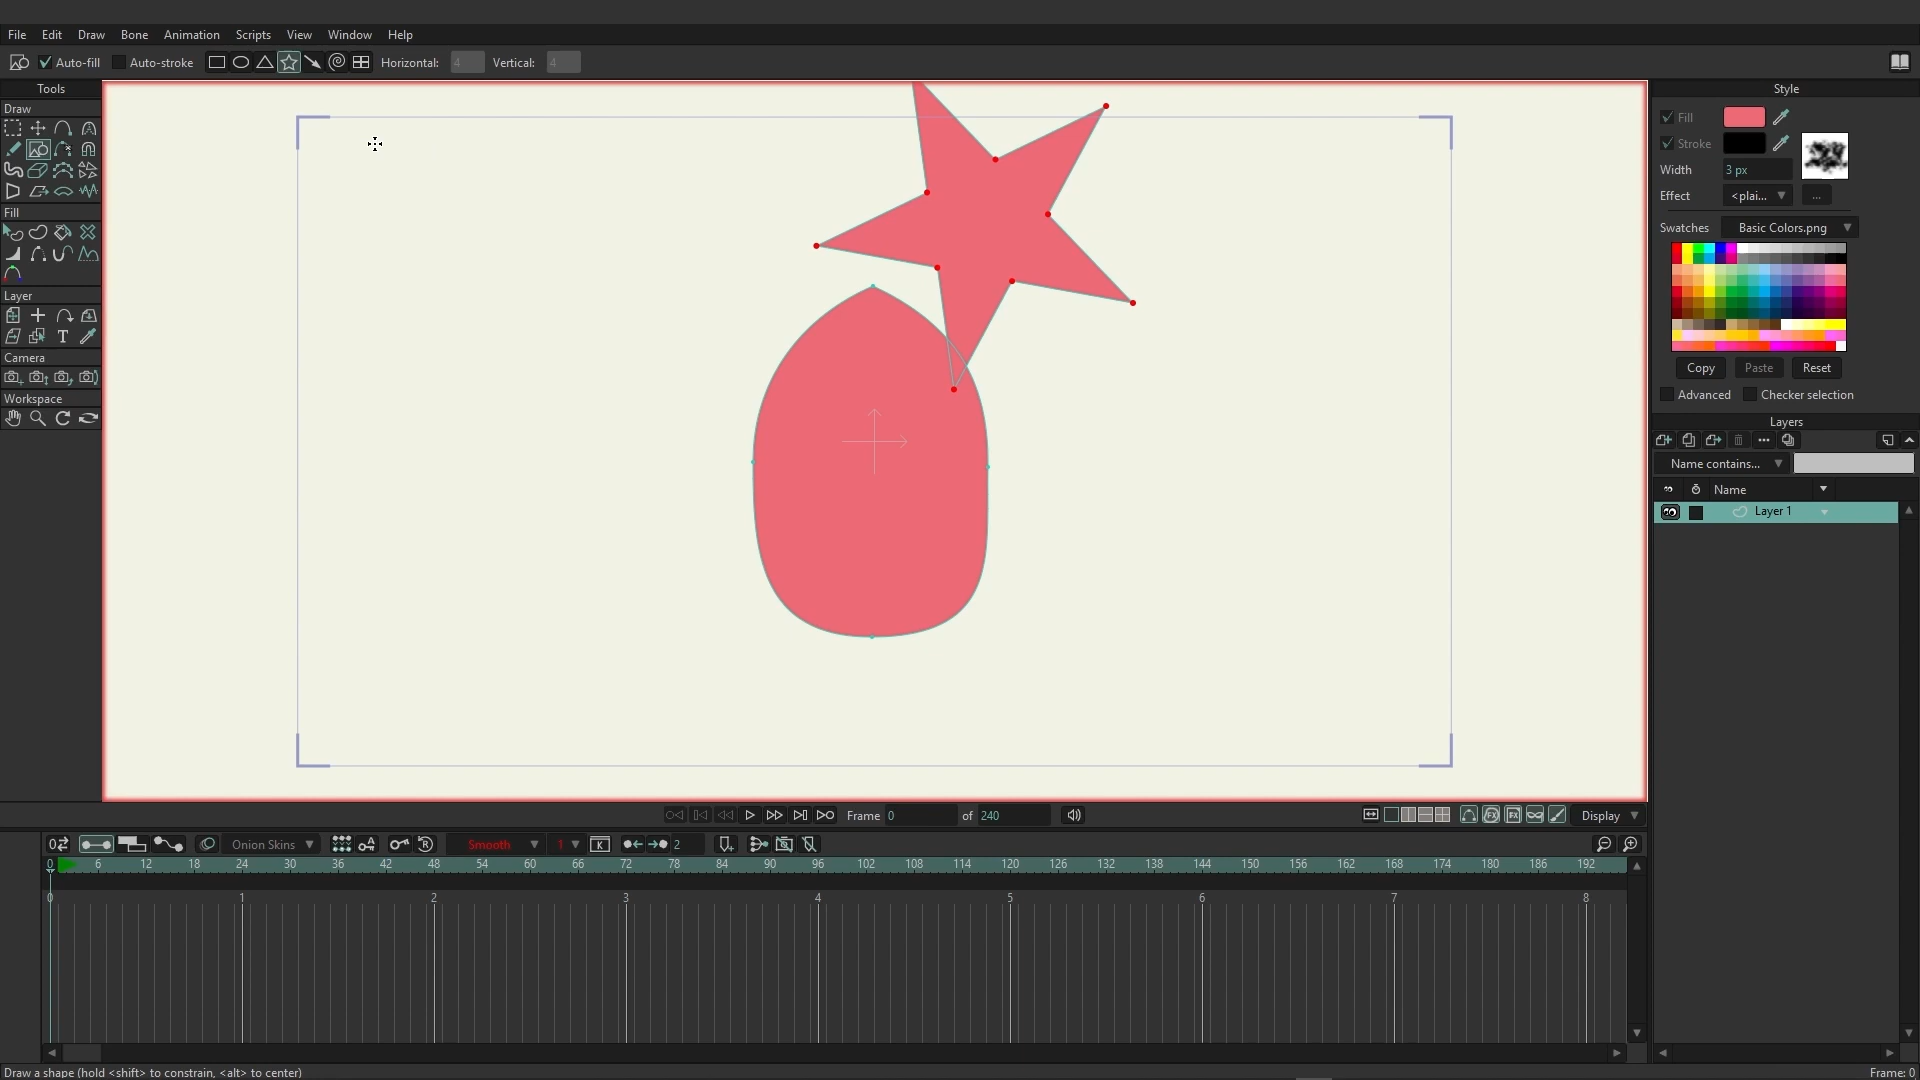 File Edit Draw Bone Animation Scripts View Window Help
Auto-fill Auto-stroke Horizontal: 4 Vertical: 4
Tools
Draw
Fill
Layer
Camera
Workspace
Style
Fill
Stroke
Width 3 px
Effect <plai... ...
Swatches Basic Colors.png
Copy Paste Reset
Advanced Checker selection
Layers
Name contains...
Name
Layer 1
Frame 0 of 240 Display
Onion Skins Smooth 1 2
0 6 12 18 24 30 36 42 48 54 60 66 72 78 84 90 96 102 108 114 120 126 132 138 144 150 156 162 168 174 180 186 192
0 1 2 3 4 5 6 7 8
Draw a shape (hold <shift> to constrain, <alt> to center) Frame: 0